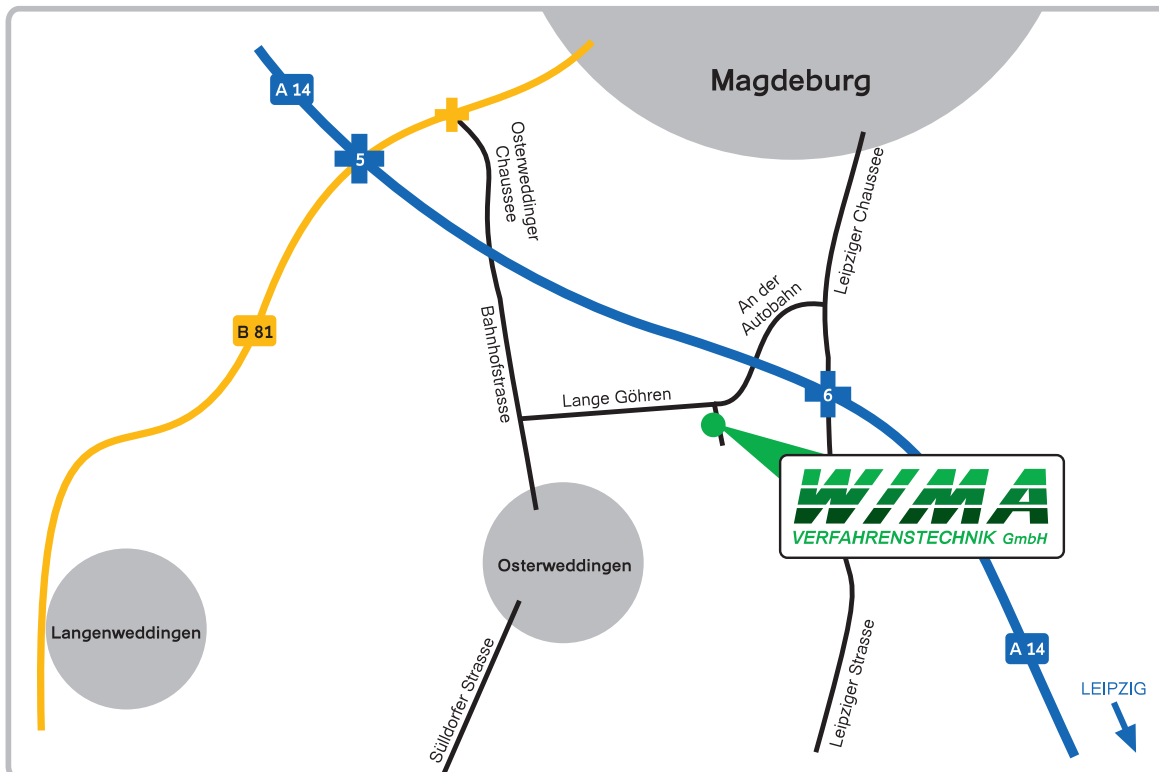 Magdeburg
A 14
5
Osterweddinger
Chaussee
Leipziger Chaussee
An der
Autobahn
B 81
Bahnhofstrasse
Lange Göhren
6
WIMA
VERFAHRENSTECHNIK GmbH
Osterweddingen
Langenweddingen
Sülldorfer Strasse
Leipziger Strasse
A 14
LEIPZIG